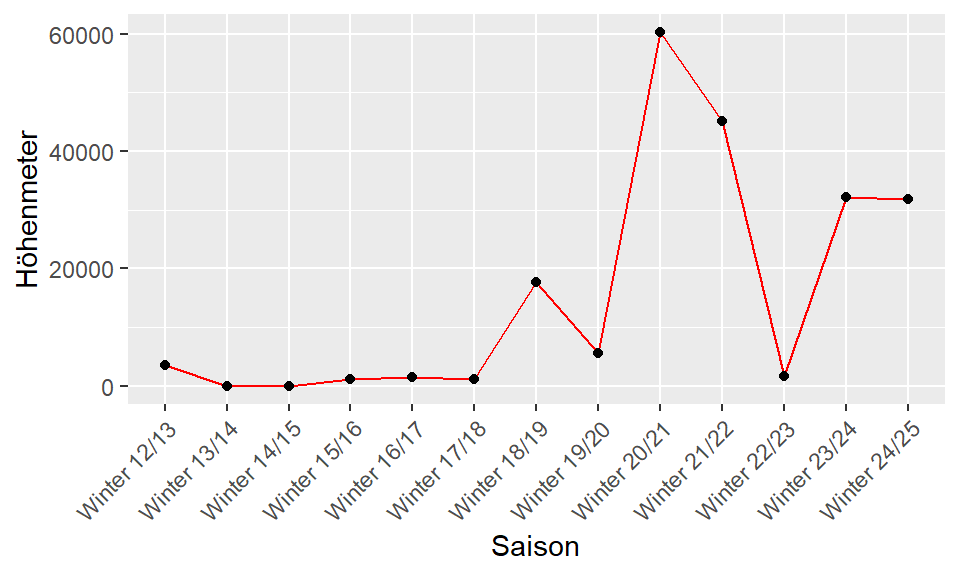 Höhenmeter
60000
40000
20000
0
Winter 12/13
Winter 13/14
Winter 14/15
Winter 15/16
Winter 16/17
Winter 17/18
Winter 18/19
Winter 19/20
Winter 20/21
Winter 21/22
Winter 22/23
Winter 23/24
Winter 24/25
Saison